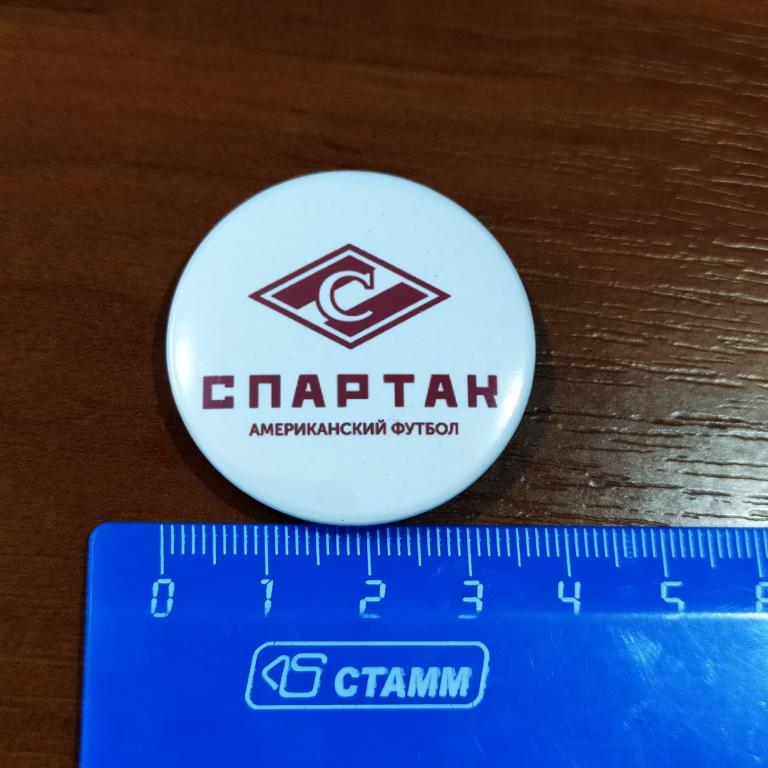 С
СПАРТАК
АМЕРИКАНСКИЙ ФУТБОЛ
0 1 2 3 4 5
СТАММ